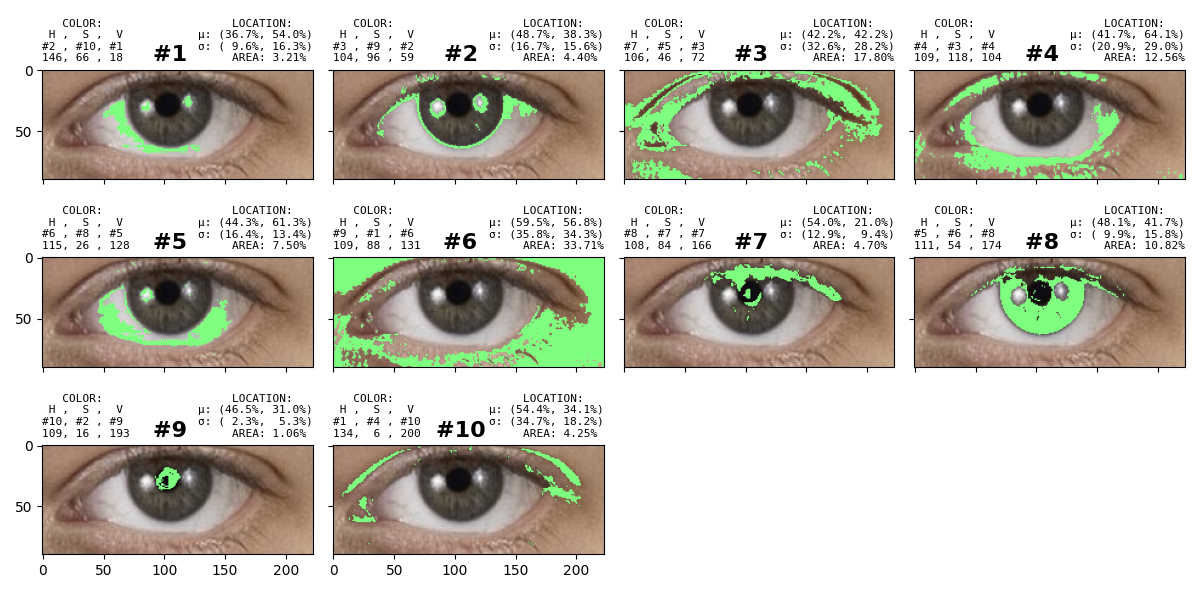 COLOR: LOCATION:
H , S , V μ: (36.7%, 54.0%)
#2 , #10, #1 σ: ( 9.6%, 16.3%)
146, 66 , 18 #1 AREA: 3.21%
COLOR: LOCATION:
H , S , V μ: (48.7%, 38.3%)
#3 , #9 , #2 σ: (16.7%, 15.6%)
104, 96 , 59 #2 AREA: 4.40%
COLOR: LOCATION:
H , S , V μ: (42.2%, 42.2%)
#7 , #5 , #3 σ: (32.6%, 28.2%)
106, 46 , 72 #3 AREA: 17.80%
COLOR: LOCATION:
H , S , V μ: (41.7%, 64.1%)
#4 , #3 , #4 σ: (20.9%, 29.0%)
109, 118, 104 #4 AREA: 12.56%
0
50
COLOR: LOCATION:
H , S , V μ: (44.3%, 61.3%)
#6 , #8 , #5 σ: (16.4%, 13.4%)
115, 26 , 128 #5 AREA: 7.50%
COLOR: LOCATION:
H , S , V μ: (59.5%, 56.8%)
#9 , #1 , #6 σ: (35.8%, 34.3%)
109, 88 , 131 #6 AREA: 33.71%
COLOR: LOCATION:
H , S , V μ: (54.0%, 21.0%)
#8 , #7 , #7 σ: (12.9%, 9.4%)
108, 84 , 166 #7 AREA: 4.70%
COLOR: LOCATION:
H , S , V μ: (48.1%, 41.7%)
#5 , #6 , #8 σ: ( 9.9%, 15.8%)
111, 54 , 174 #8 AREA: 10.82%
0
50
COLOR: LOCATION:
H , S , V μ: (46.5%, 31.0%)
#10, #2 , #9 σ: ( 2.3%, 5.3%)
109, 16 , 193 #9 AREA: 1.06%
COLOR: LOCATION:
H , S , V μ: (54.4%, 34.1%)
#1 , #4 , #10 σ: (34.7%, 18.2%)
134, 6 , 200 #10 AREA: 4.25%
0
50
0 50 100 150 200
0 50 100 150 200